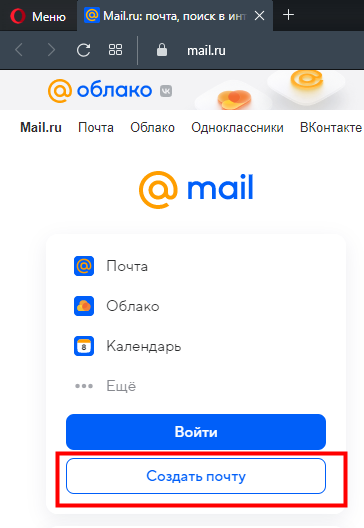 Меню
Mail.ru: почта, поиск в инт
mail.ru
облако
Mail.ru Почта Облако Одноклассники ВКонтакте
mail
Почта
Облако
8 Календарь
Ещё
Войти
Создать почту